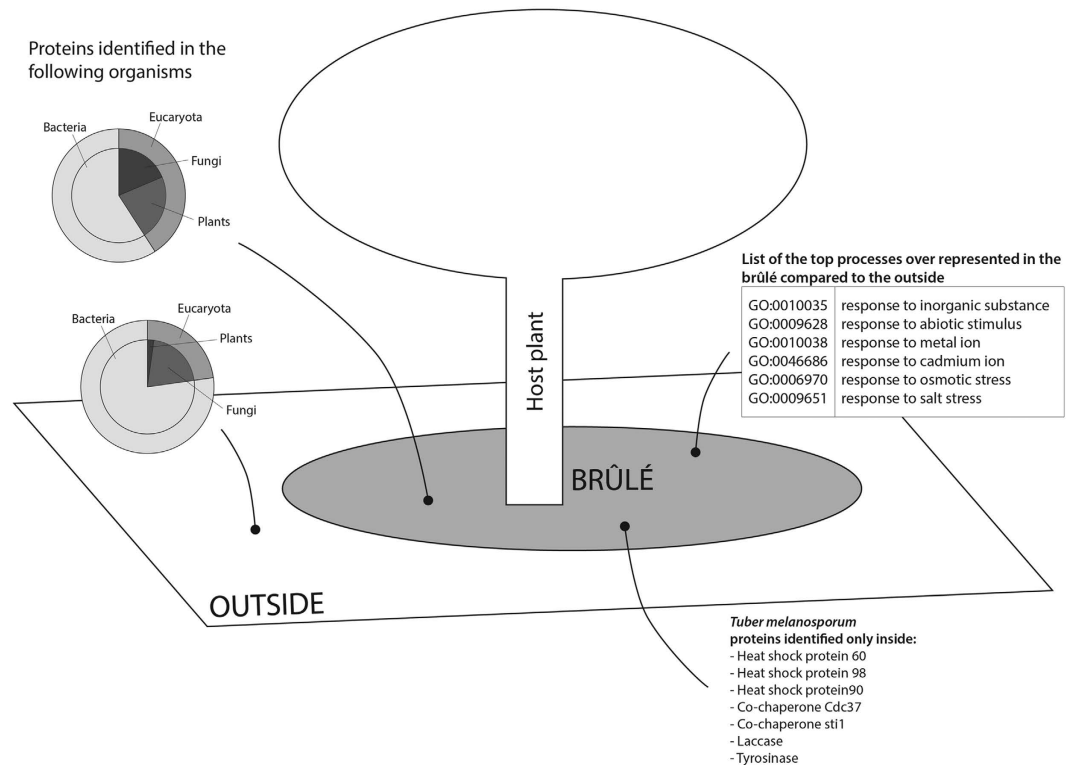 Proteins identified in the
following organisms
Bacteria
Eucaryota
Fungi
Plants
Bacteria
Eucaryota
Plants
Fungi
Host plant
BRÛLÉ
OUTSIDE
List of the top processes over represented in the
brûlé compared to the outside
GO:0010035 response to inorganic substance
GO:0009628 response to abiotic stimulus
GO:0010038 response to metal ion
GO:0046686 response to cadmium ion
GO:0006970 response to osmotic stress
GO:0009651 response to salt stress
Tuber melanosporum
proteins identified only inside:
- Heat shock protein 60
- Heat shock protein 98
- Heat shock protein90
- Co-chaperone Cdc37
- Co-chaperone sti1
- Laccase
- Tyrosinase